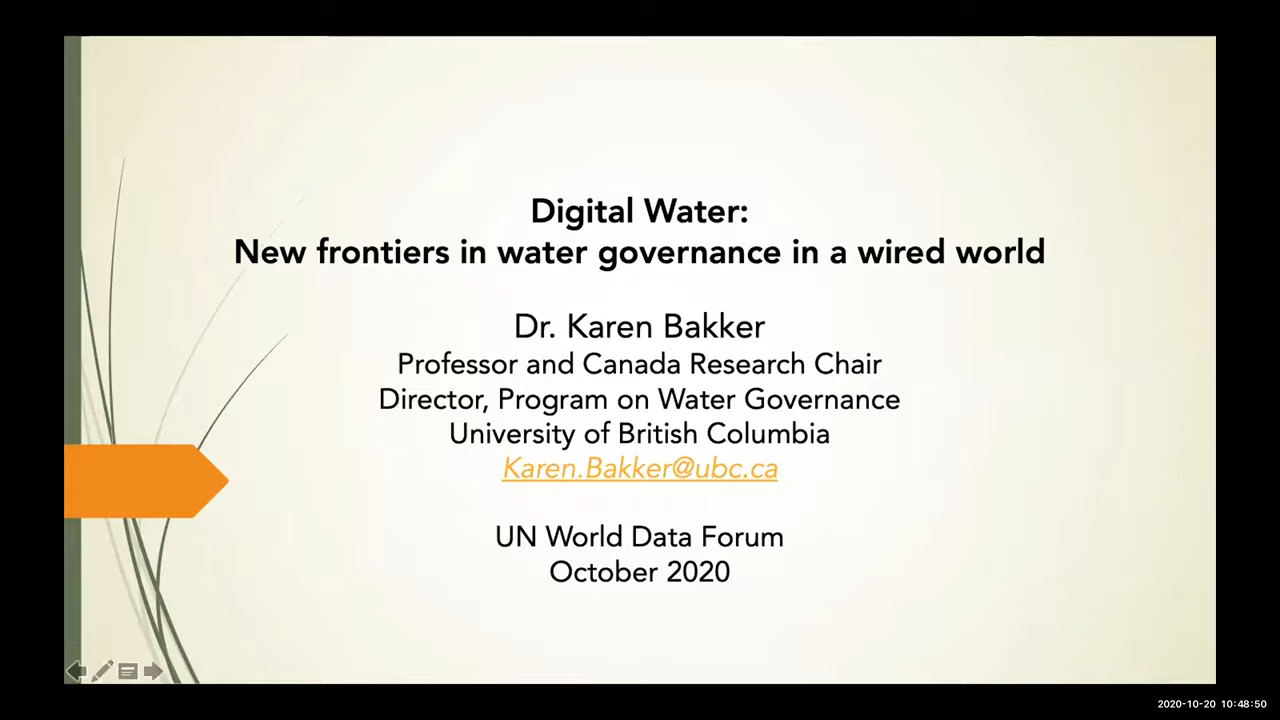 Digital Water:
New frontiers in water governance in a wired world
Dr. Karen Bakker
Professor and Canada Research Chair
Director, Program on Water Governance
University of British Columbia
Karen.Bakker@ubc.ca
UN World Data Forum
October 2020
2020-10-20 10:48:50